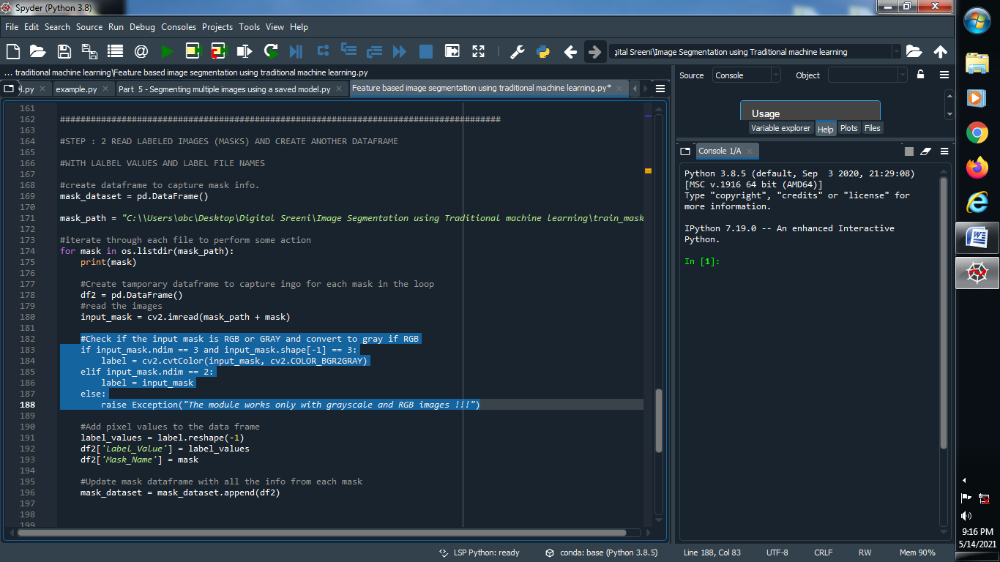 Spyder (Python 3.8)
File Edit Search Source Run Debug Consoles Projects Tools View Help
gital Sreeni\Image Segmentation using Traditional machine learning
... traditional machine learning\Feature based image segmentation using traditional machine learning.py
el.py example.py Part 5 - Segmenting multiple images using a saved model.py Feature based image segmentation using traditional machine learning.py*
161
162 ######################################################################################
163
164 #STEP : 2 READ LABELED IMAGES (MASKS) AND CREATE ANOTHER DATAFRAME
165
166 #WITH LALBEL VALUES AND LABEL FILE NAMES
167
168 #create dataframe to capture mask info.
169 mask_dataset = pd.DataFrame()
170
171 mask_path = "C:\\Users\abc\Desktop\Digital Sreeni\Image Segmentation using Traditional machine learning\train_mask
172
173 #iterate through each file to perform some action
174 for mask in os.listdir(mask_path):
175     print(mask)
176
177     #Create tamporary dataframe to capture ingo for each mask in the loop
178     df2 = pd.DataFrame()
179     #read the images
180     input_mask = cv2.imread(mask_path + mask)
181
182     #Check if the input mask is RGB or GRAY and convert to gray if RGB
183     if input_mask.ndim == 3 and input_mask.shape[-1] == 3:
184         label = cv2.cvtColor(input_mask, cv2.COLOR_BGR2GRAY)
185     elif input_mask.ndim == 2:
186         label = input_mask
187     else:
188         raise Exception("The module works only with grayscale and RGB images !!!")
189
190     #Add pixel values to the data frame
191     label_values = label.reshape(-1)
192     df2['Label_Value'] = label_values
193     df2['Mask_Name'] = mask
194
195     #Update mask dataframe with all the info from each mask
196     mask_dataset = mask_dataset.append(df2)
197
198
199
Source Console Object
Usage
Variable explorer Help Plots Files
Console 1/A
Python 3.8.5 (default, Sep  3 2020, 21:29:08)
[MSC v.1916 64 bit (AMD64)]
Type "copyright", "credits" or "license" for
more information.
IPython 7.19.0 -- An enhanced Interactive
Python.
In [1]:
LSP Python: ready conda: base (Python 3.8.5) Line 188, Col 83 UTF-8 CRLF RW Mem 90%
9:16 PM
5/14/2021